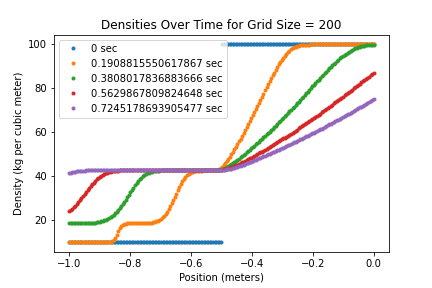 Densities Over Time for Grid Size = 200
Density (kg per cubic meter)
100
80
60
40
20
0 sec
0.1908815550617867 sec
0.3808017836883666 sec
0.5629867809824648 sec
0.7245178693905477 sec
−1.0 −0.8 −0.6 −0.4 −0.2 0.0
Position (meters)